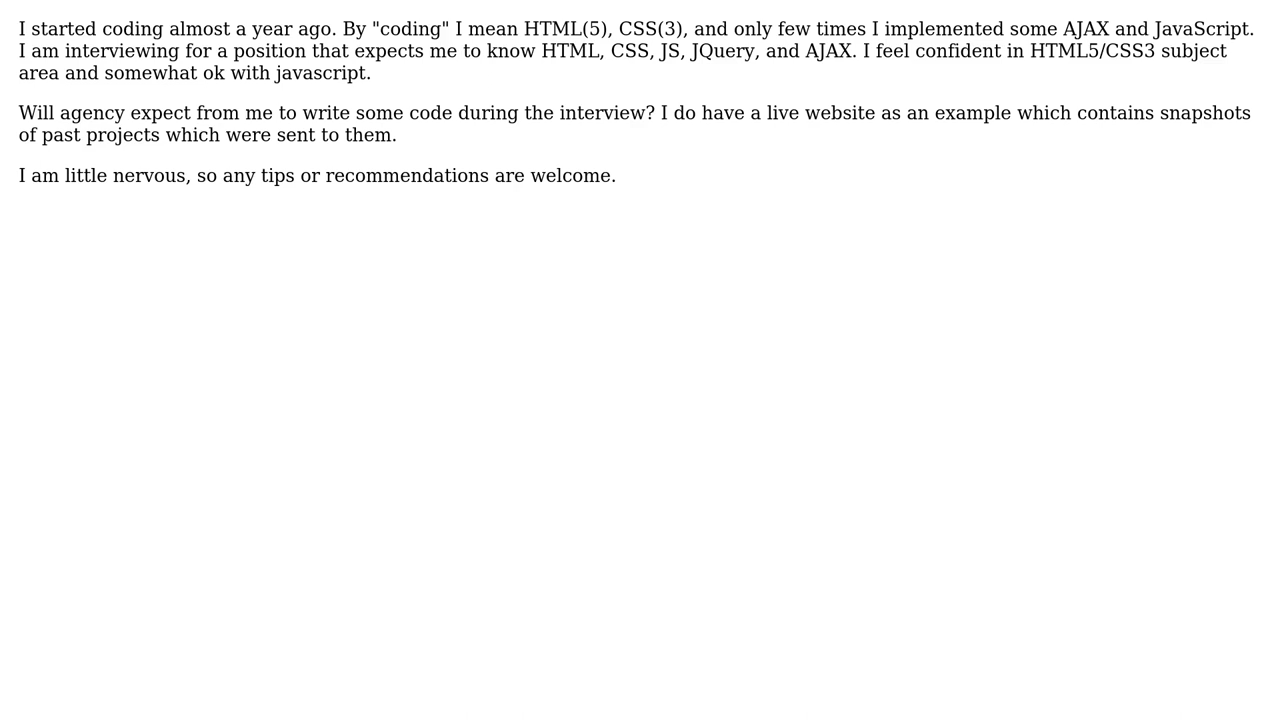 I started coding almost a year ago. By "coding" I mean HTML(5), CSS(3), and only few times I implemented some AJAX and JavaScript.
I am interviewing for a position that expects me to know HTML, CSS, JS, JQuery, and AJAX. I feel confident in HTML5/CSS3 subject
area and somewhat ok with javascript.
Will agency expect from me to write some code during the interview? I do have a live website as an example which contains snapshots
of past projects which were sent to them.
I am little nervous, so any tips or recommendations are welcome.